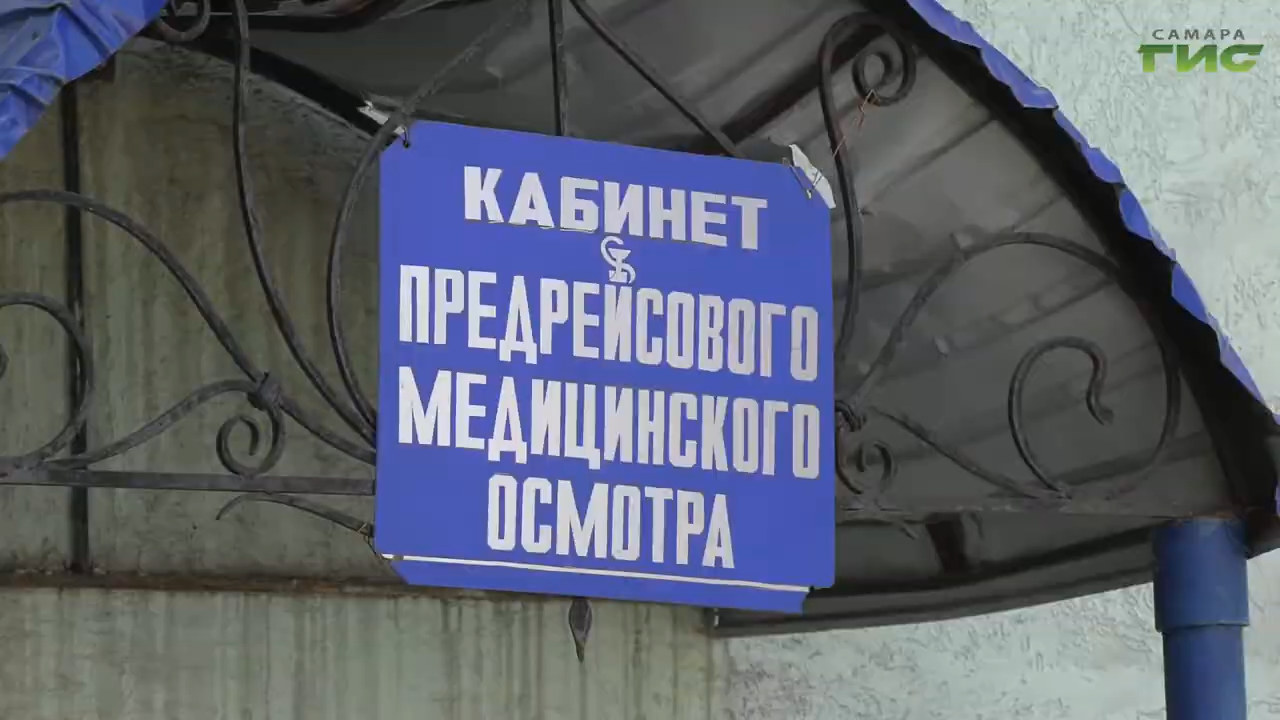 САМАРА
ГИС
КАБИНЕТ
ПРЕДРЕЙСОВОГО
МЕДИЦИНСКОГО
ОСМОТРА